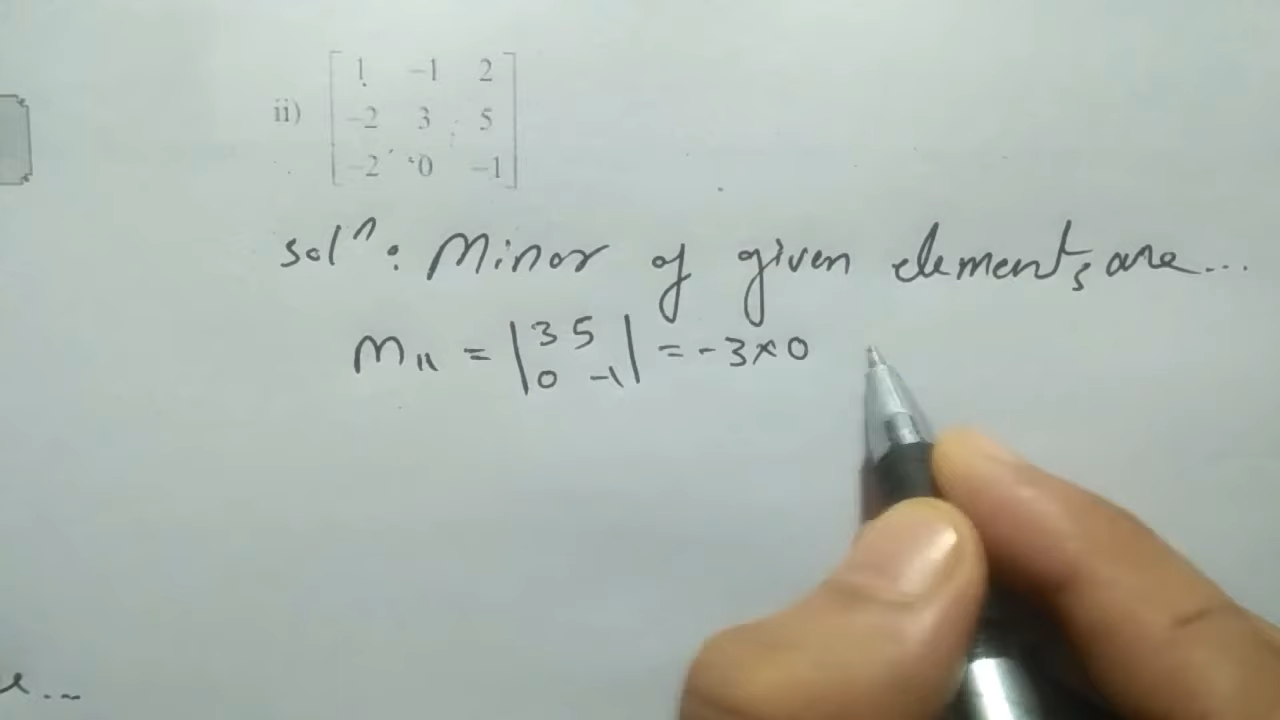 ii) [ 1 -1 2
-2 3 5
-2 0 -1 ]
solⁿ: Minor of given elements are...
M₁₁ = | 3 5
0 -1 | = -3×0
...